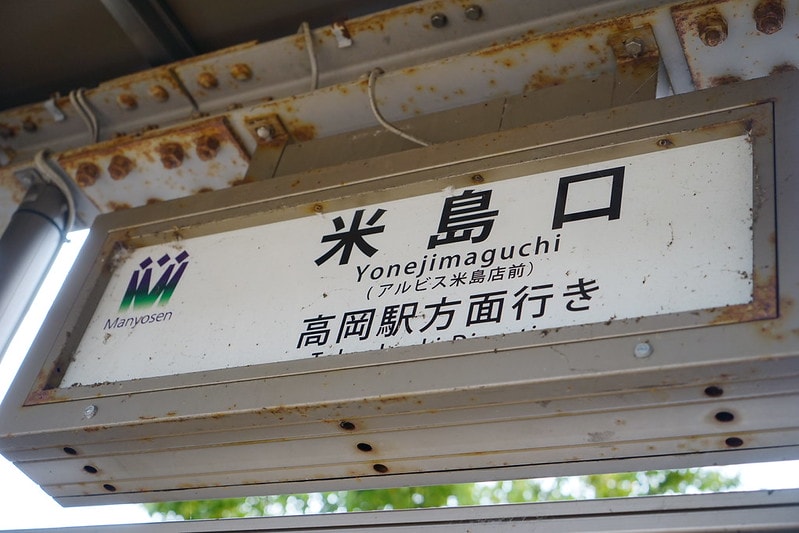 米島口
Yonejimaguchi
(アルビス米島店前)
高岡駅方面行き
Manyosen